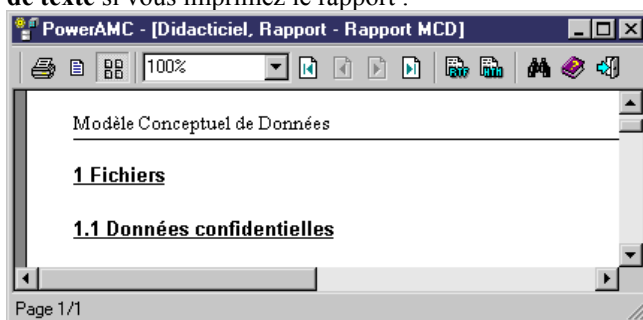 de texte si vous imprimez le rapport :
PowerAMC - [Didacticiel, Rapport - Rapport MCD]
100%
Modèle Conceptuel de Données
1 Fichiers
1.1 Données confidentielles
Page 1/1